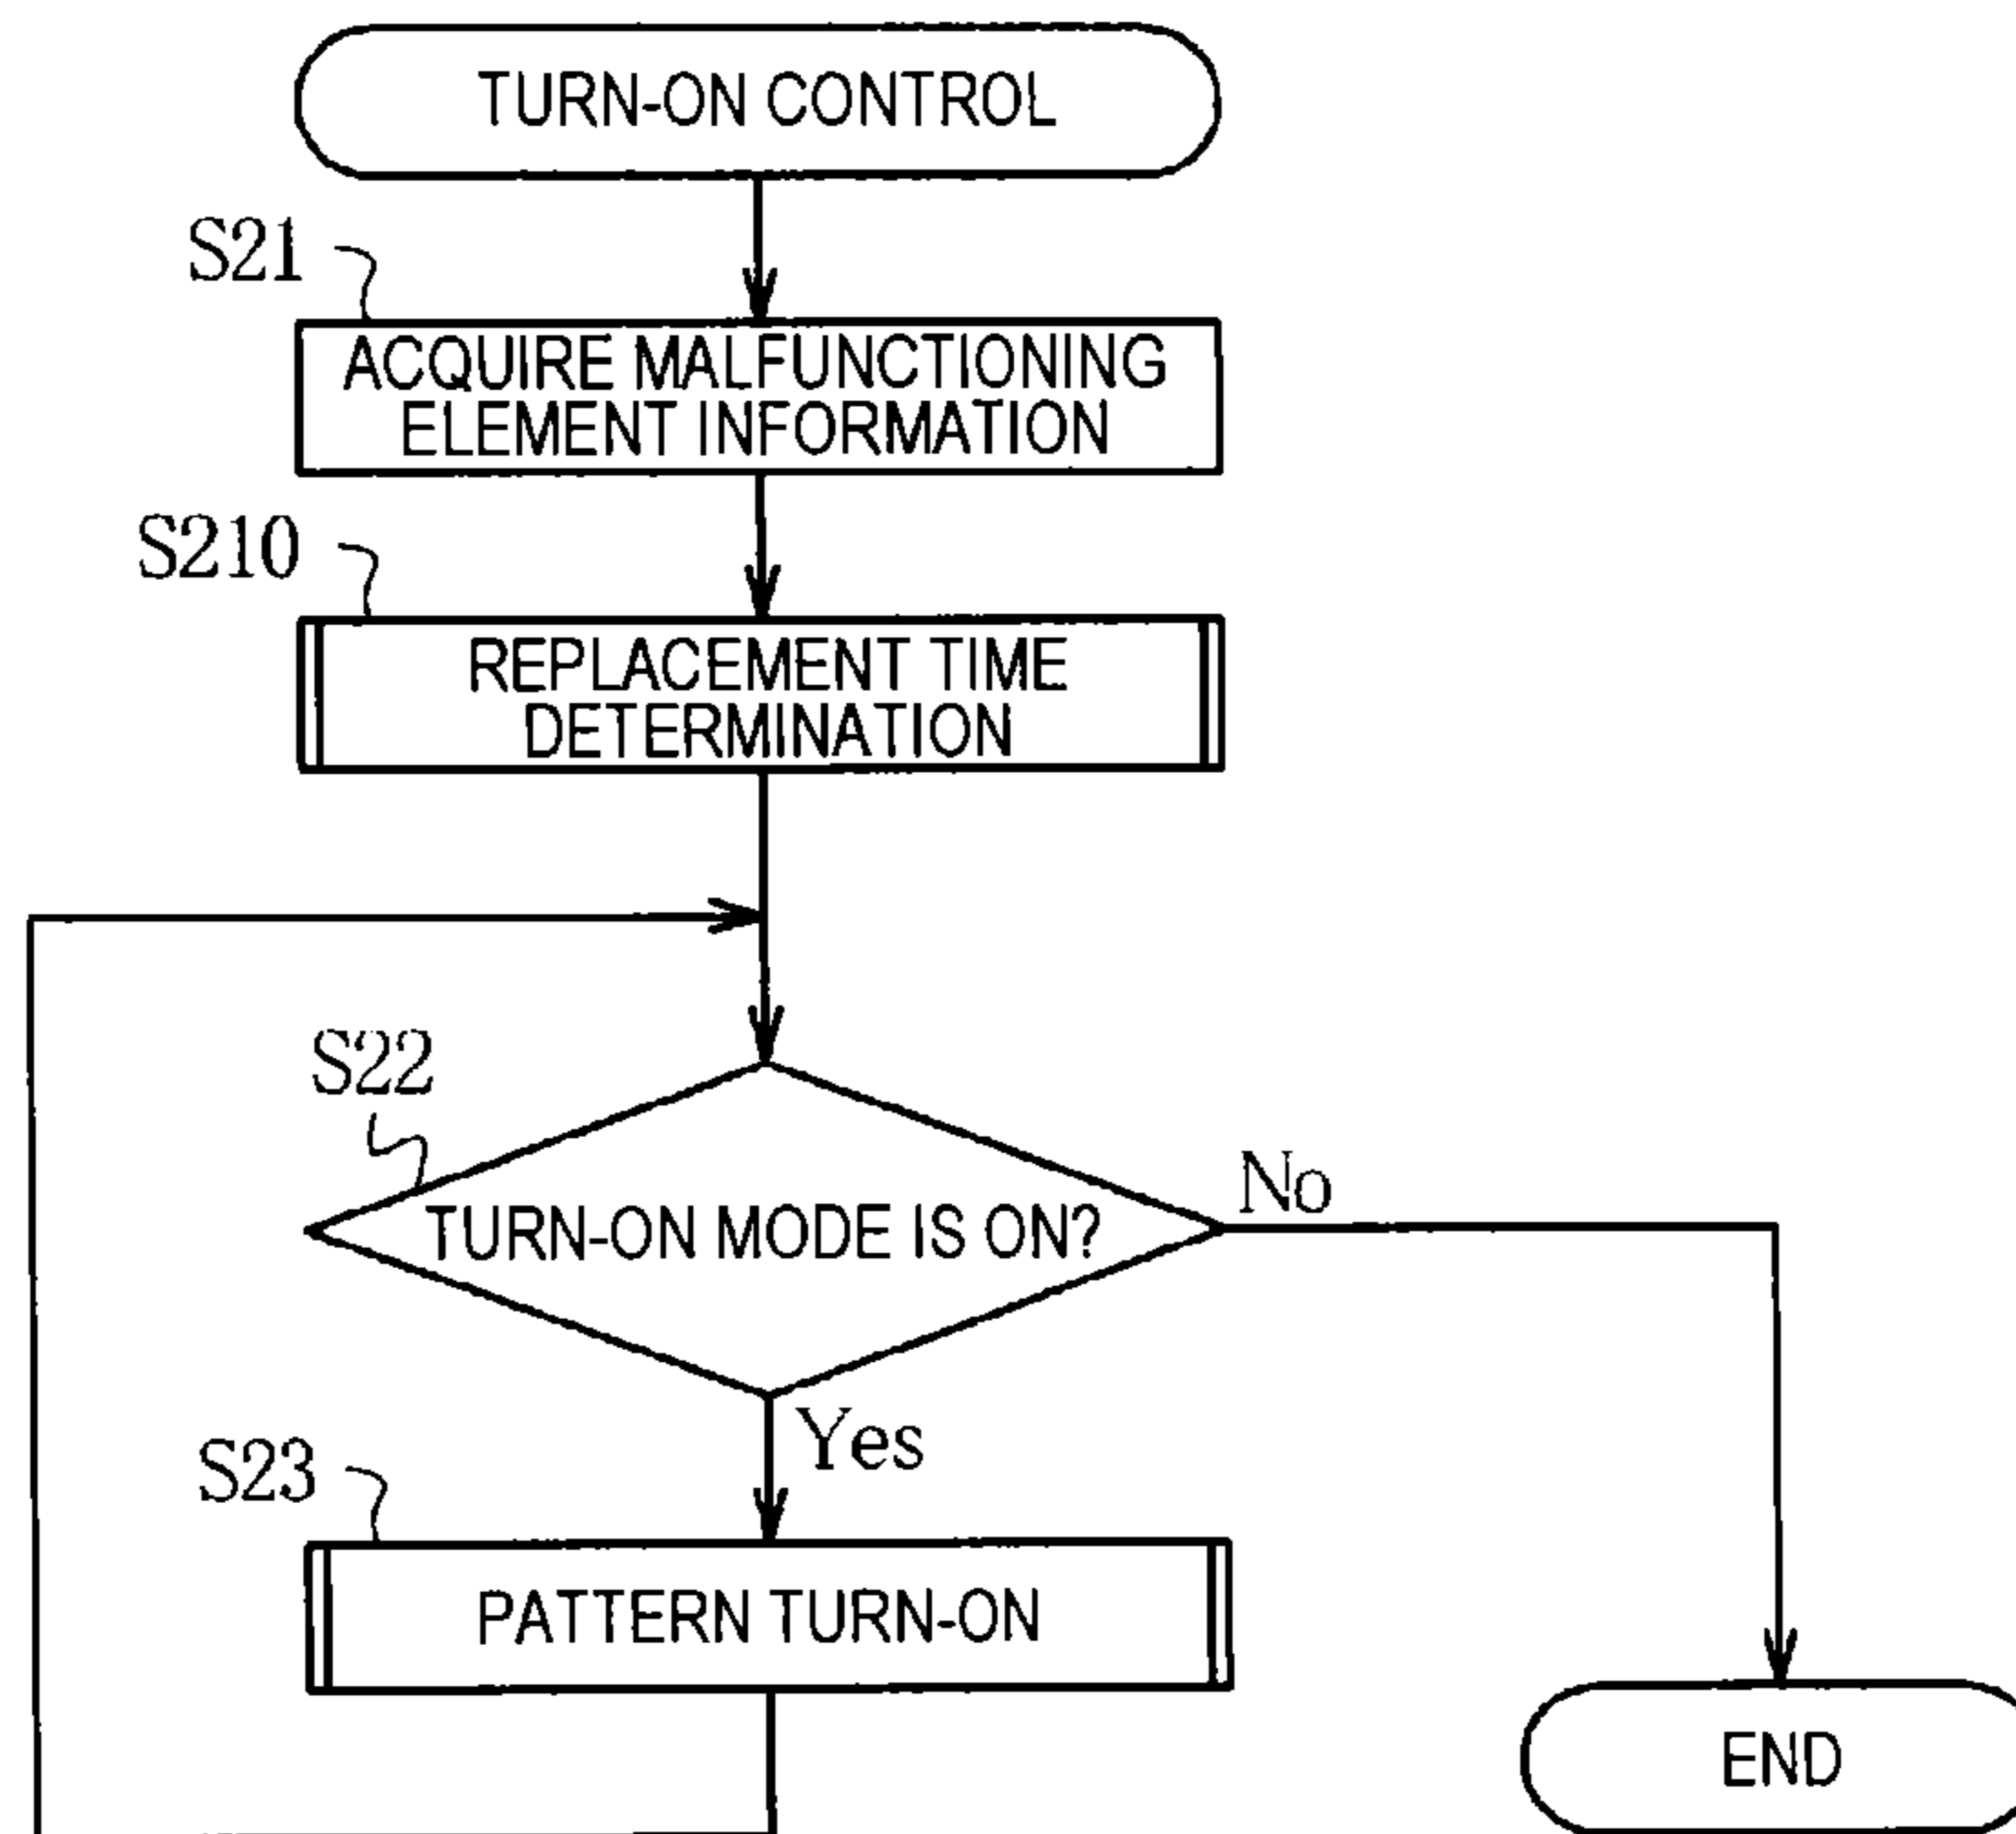 TURN-ON CONTROL
S21
ACQUIRE MALFUNCTIONING
ELEMENT INFORMATION
S210
REPLACEMENT TIME
DETERMINATION
S22
TURN-ON MODE IS ON?
No
Yes
S23
PATTERN TURN-ON
END